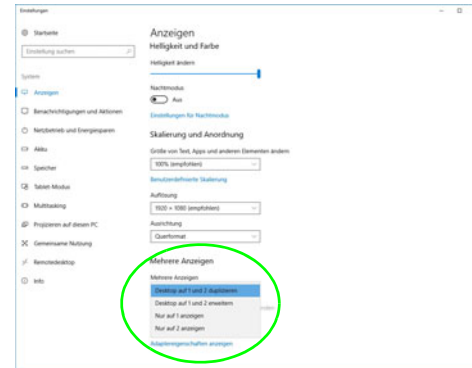 Einstellungen
Startseite
Einstellung suchen
System
Anzeigen
Benachrichtigungen und Aktionen
Netzbetrieb und Energiesparen
Akku
Speicher
Tablet-Modus
Multitasking
Projizieren auf diesen PC
Gemeinsame Nutzung
Remotedesktop
Info
Anzeigen
Helligkeit und Farbe
Helligkeit ändern
Nachtmodus
Aus
Einstellungen für Nachtmodus
Skalierung und Anordnung
Größe von Text, Apps und anderen Elementen ändern
100% (empfohlen)
Benutzerdefinierte Skalierung
Auflösung
1920 × 1080 (empfohlen)
Ausrichtung
Querformat
Mehrere Anzeigen
Mehrere Anzeigen
Desktop auf 1 und 2 duplizieren
Desktop auf 1 und 2 erweitern
Nur auf 1 anzeigen
Nur auf 2 anzeigen
Adaptereigenschaften anzeigen